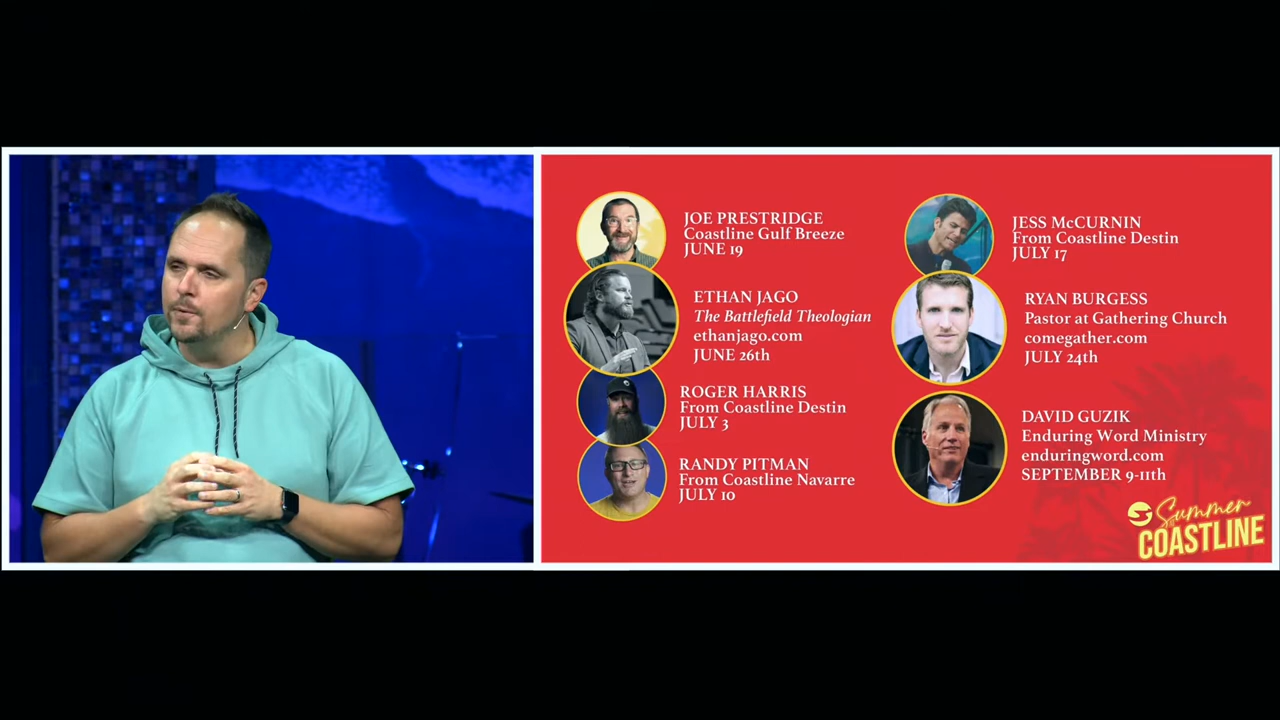 JOE PRESTRIDGE
Coastline Gulf Breeze
JUNE 19
ETHAN JAGO
The Battlefield Theologian
ethanjago.com
JUNE 26th
ROGER HARRIS
From Coastline Destin
JULY 3
RANDY PITMAN
From Coastline Navarre
JULY 10
JESS McCURNIN
From Coastline Destin
JULY 17
RYAN BURGESS
Pastor at Gathering Church
comegather.com
JULY 24th
DAVID GUZIK
Enduring Word Ministry
enduringword.com
SEPTEMBER 9-11th
Summer
COASTLINE